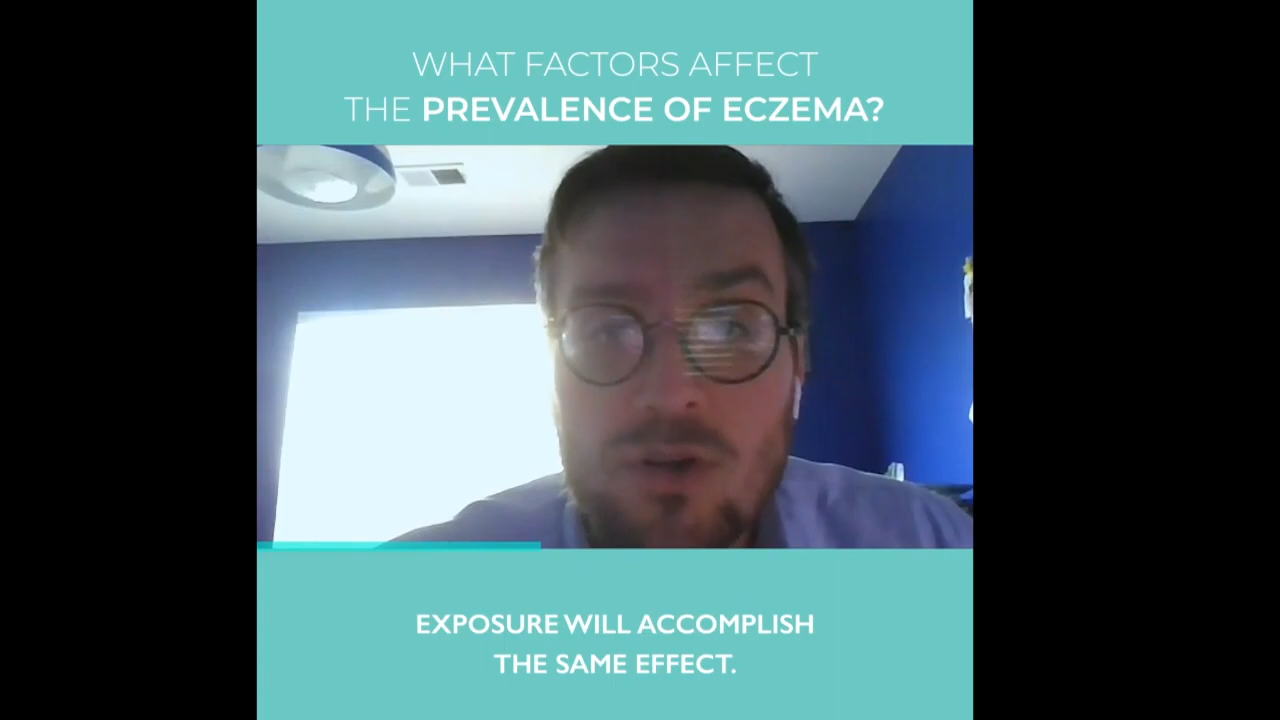 WHAT FACTORS AFFECT
THE PREVALENCE OF ECZEMA?
EXPOSURE WILL ACCOMPLISH
THE SAME EFFECT.